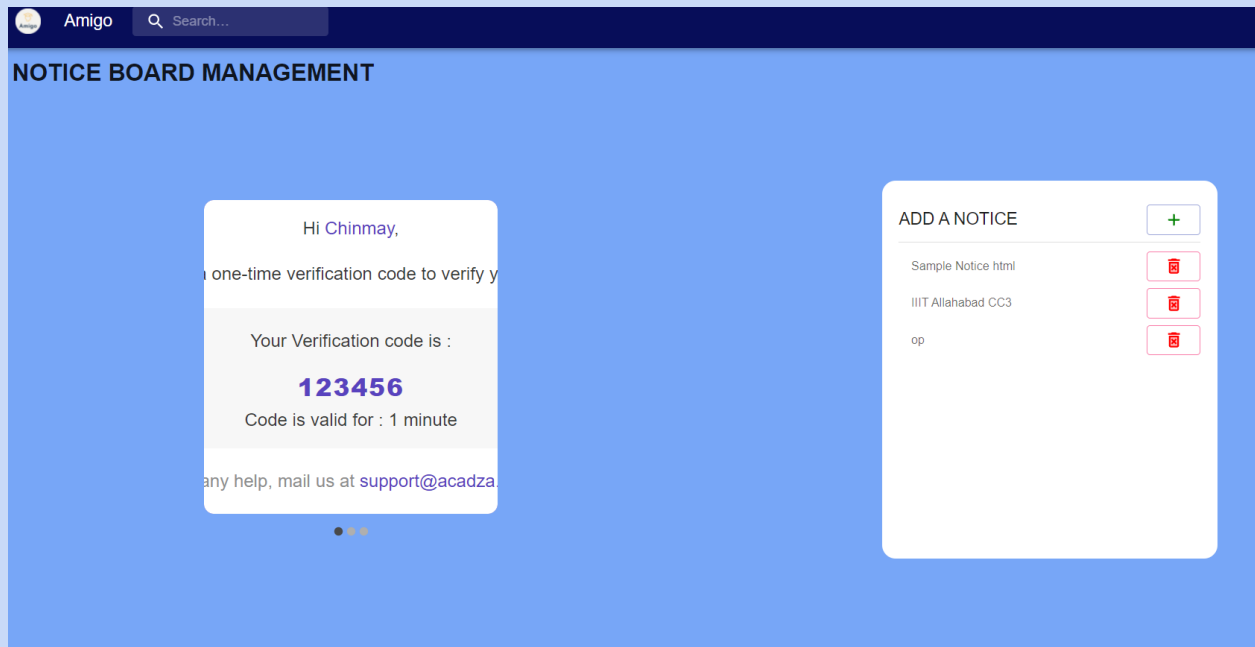 Amigo
Amigo
Search...
NOTICE BOARD MANAGEMENT
Hi Chinmay,
one-time verification code to verify y
Your Verification code is :
123456
Code is valid for : 1 minute
any help, mail us at support@acadza.
ADD A NOTICE
+
Sample Notice html
IIIT Allahabad CC3
op